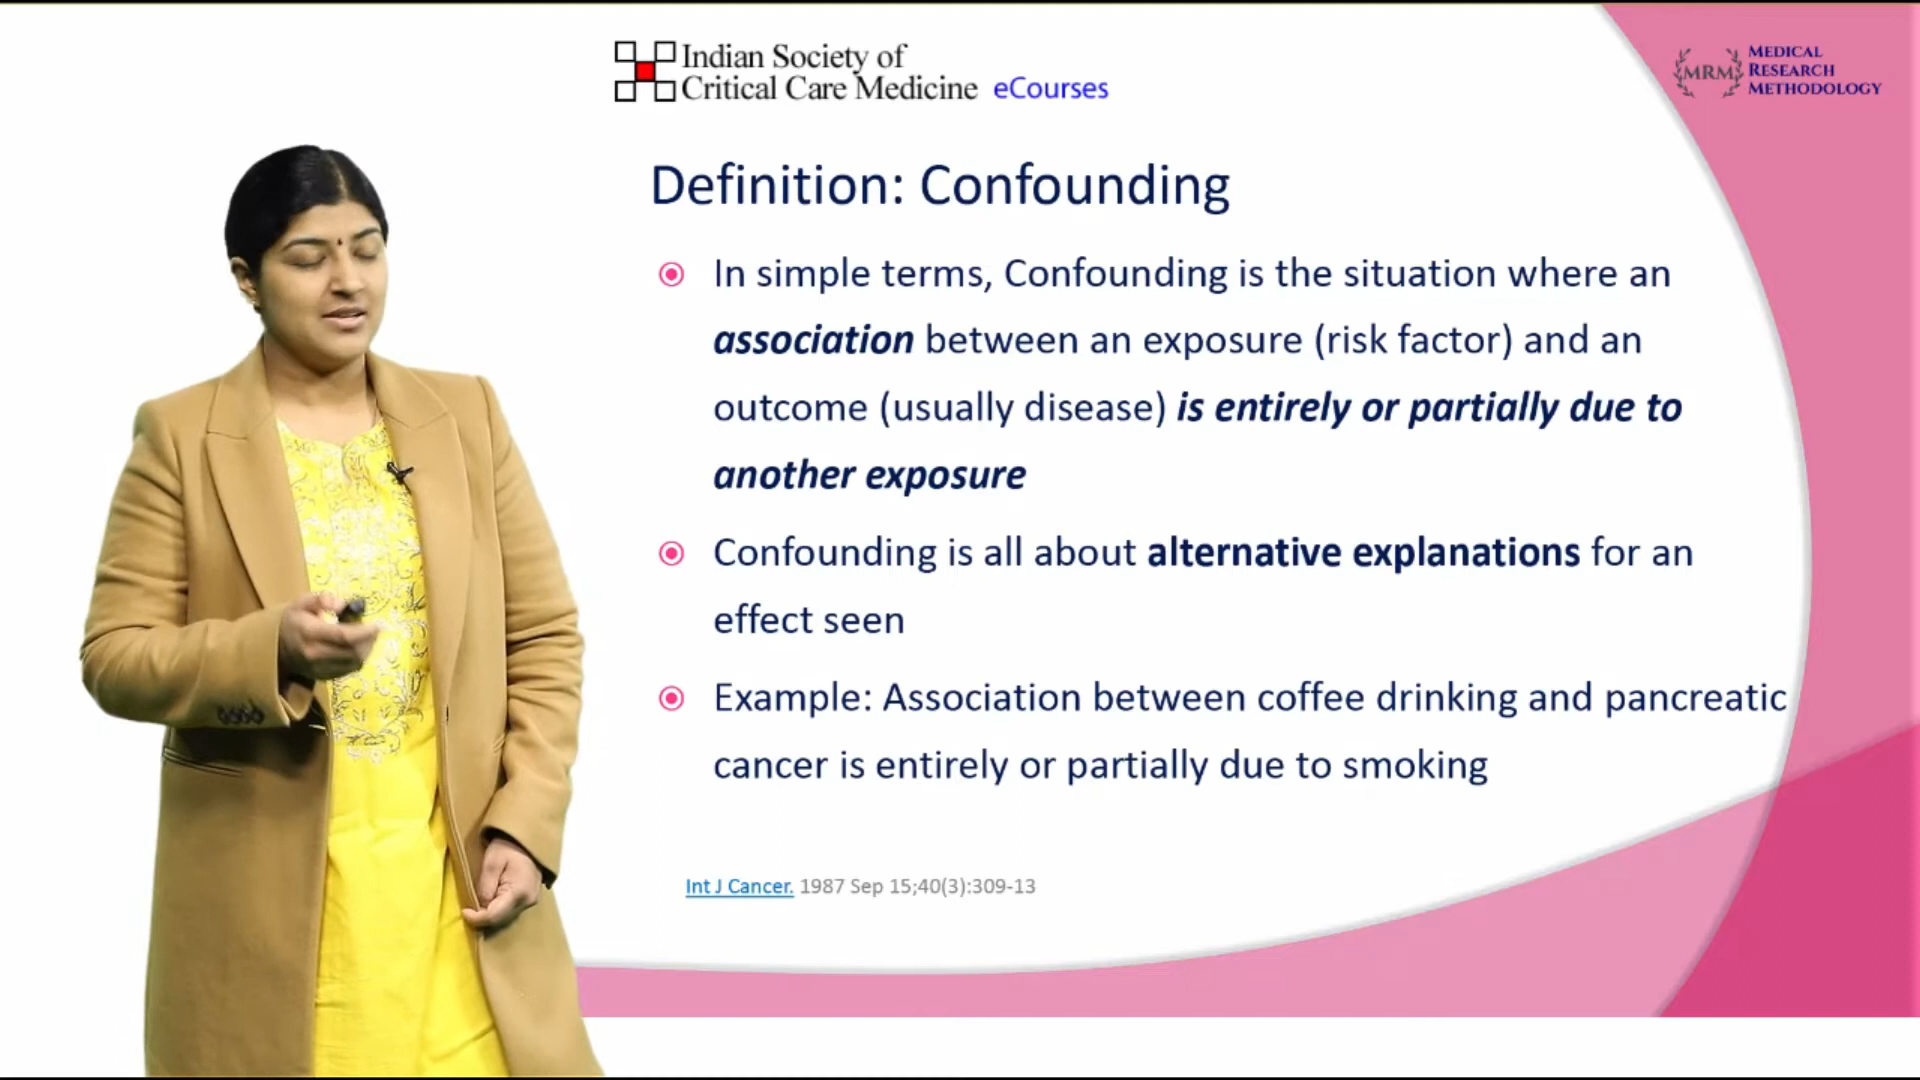 Indian Society of
Critical Care Medicine eCourses
MRM
MEDICAL
RESEARCH
METHODOLOGY
Definition: Confounding
In simple terms, Confounding is the situation where an
association between an exposure (risk factor) and an
outcome (usually disease) is entirely or partially due to
another exposure
Confounding is all about alternative explanations for an
effect seen
Example: Association between coffee drinking and pancreatic
cancer is entirely or partially due to smoking
Int J Cancer. 1987 Sep 15;40(3):309-13